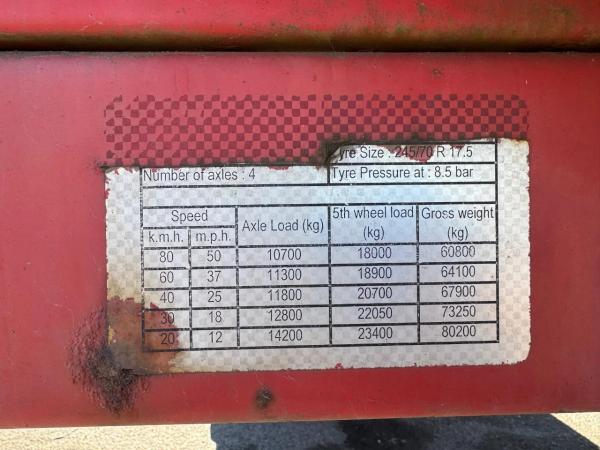 Tyre Size : 245/70 R 17.5
Number of axles : 4 Tyre Pressure at : 8.5 bar
Speed Axle Load (kg) 5th wheel load (kg) Gross weight (kg)
k.m.h. m.p.h.
80 50 10700 18000 60800
60 37 11300 18900 64100
40 25 11800 20700 67900
30 18 12800 22050 73250
20 12 14200 23400 80200